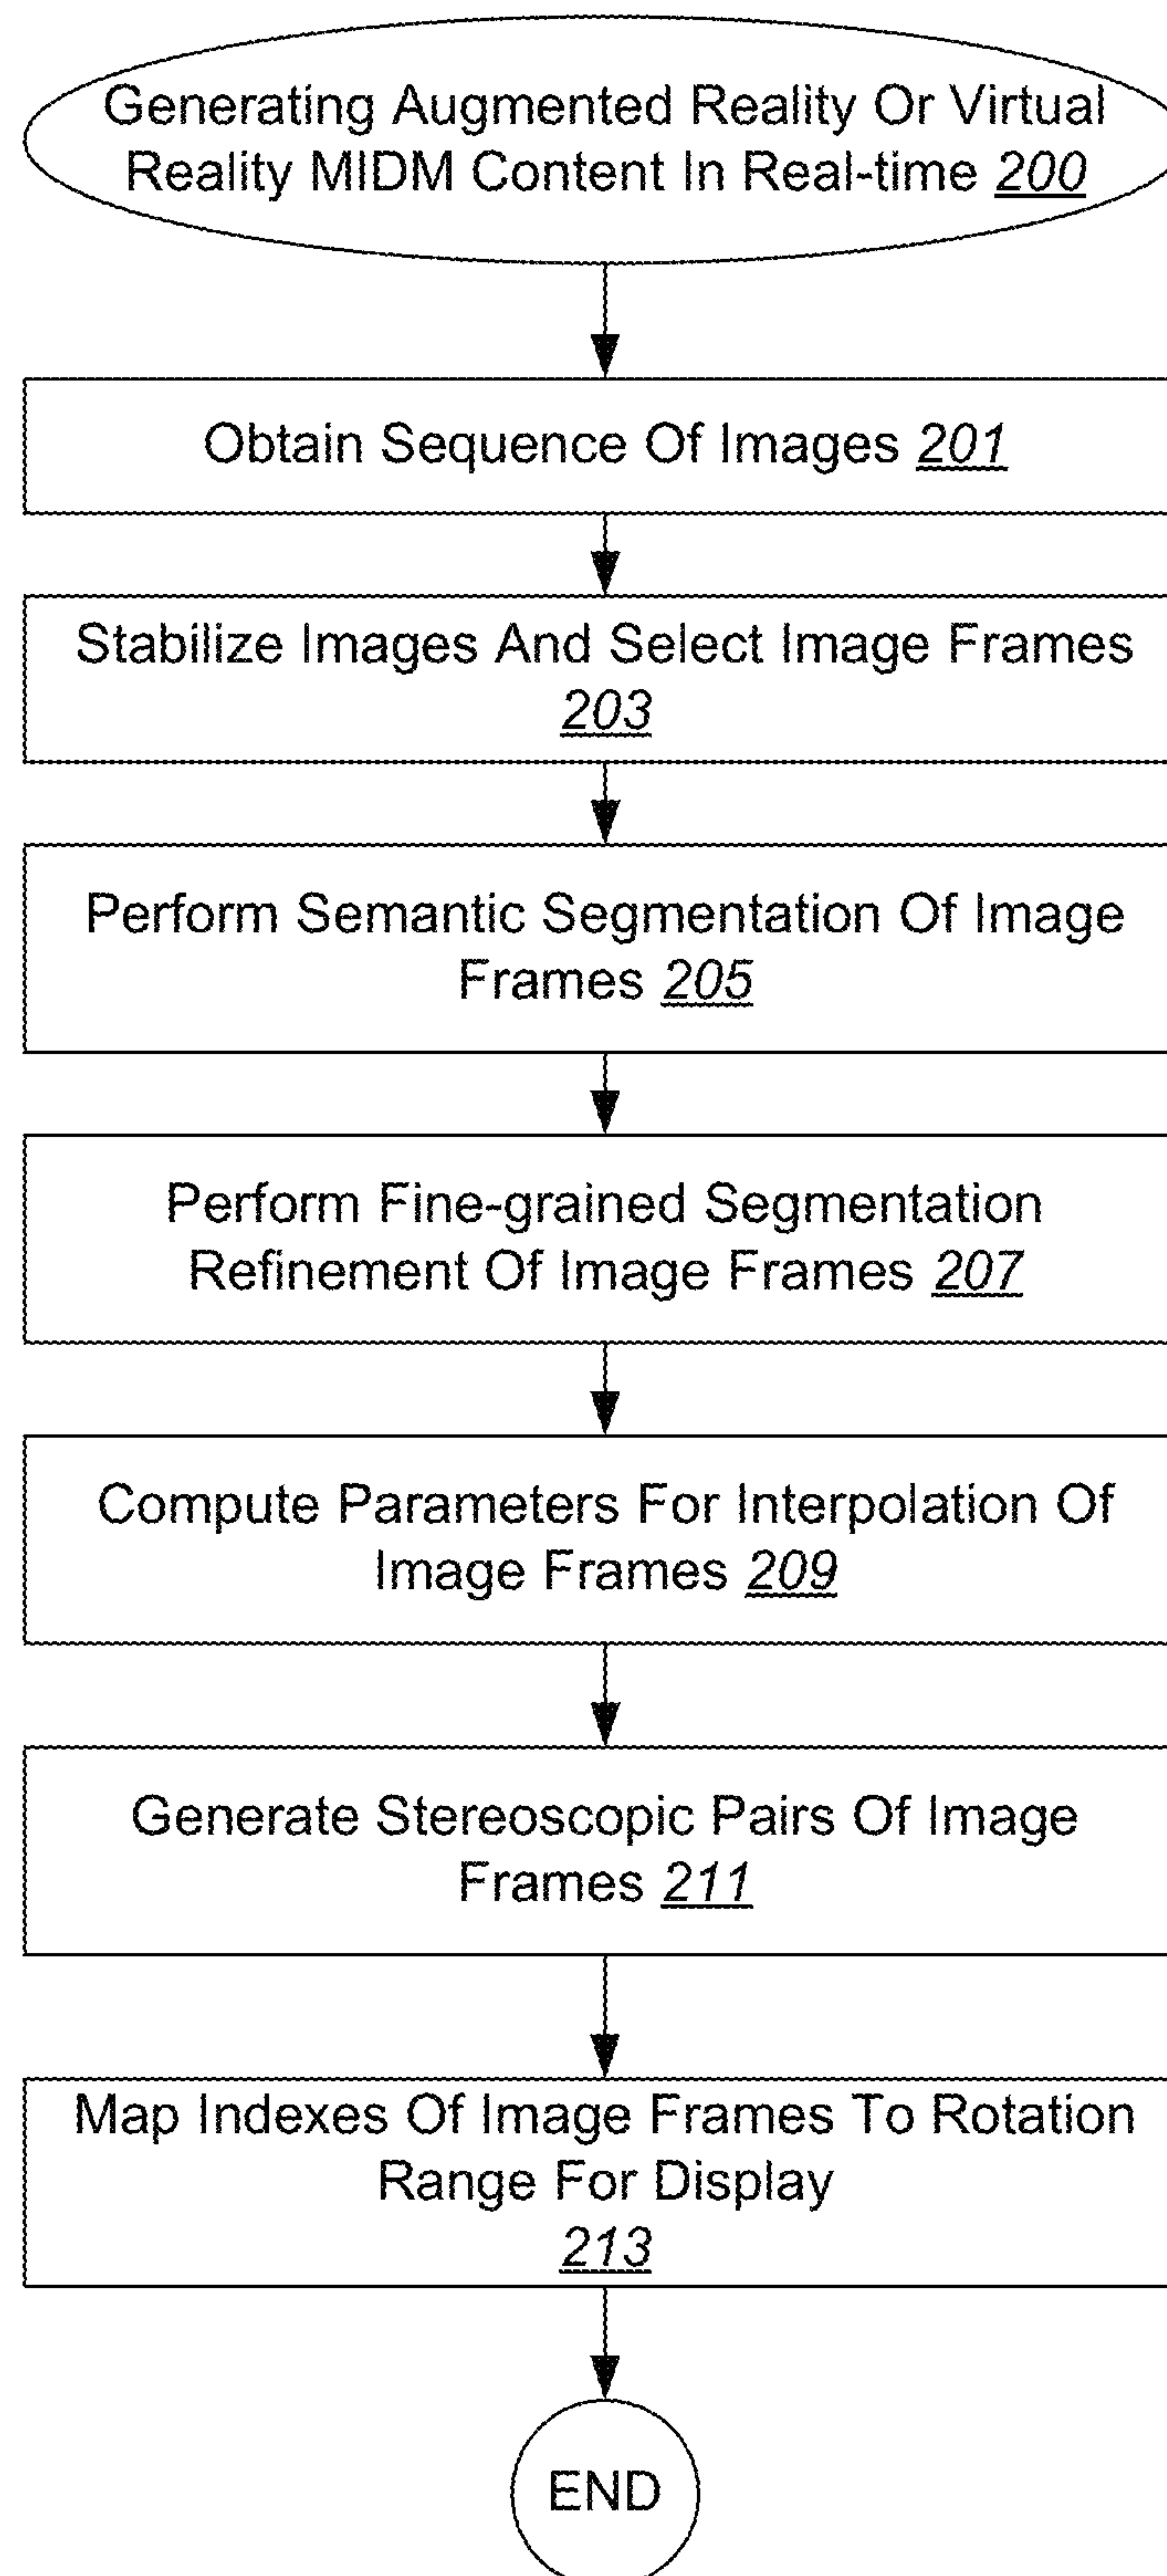 Generating Augmented Reality Or Virtual
Reality MIDM Content In Real-time 200
Obtain Sequence Of Images 201
Stabilize Images And Select Image Frames
203
Perform Semantic Segmentation Of Image
Frames 205
Perform Fine-grained Segmentation
Refinement Of Image Frames 207
Compute Parameters For Interpolation Of
Image Frames 209
Generate Stereoscopic Pairs Of Image
Frames 211
Map Indexes Of Image Frames To Rotation
Range For Display
213
END